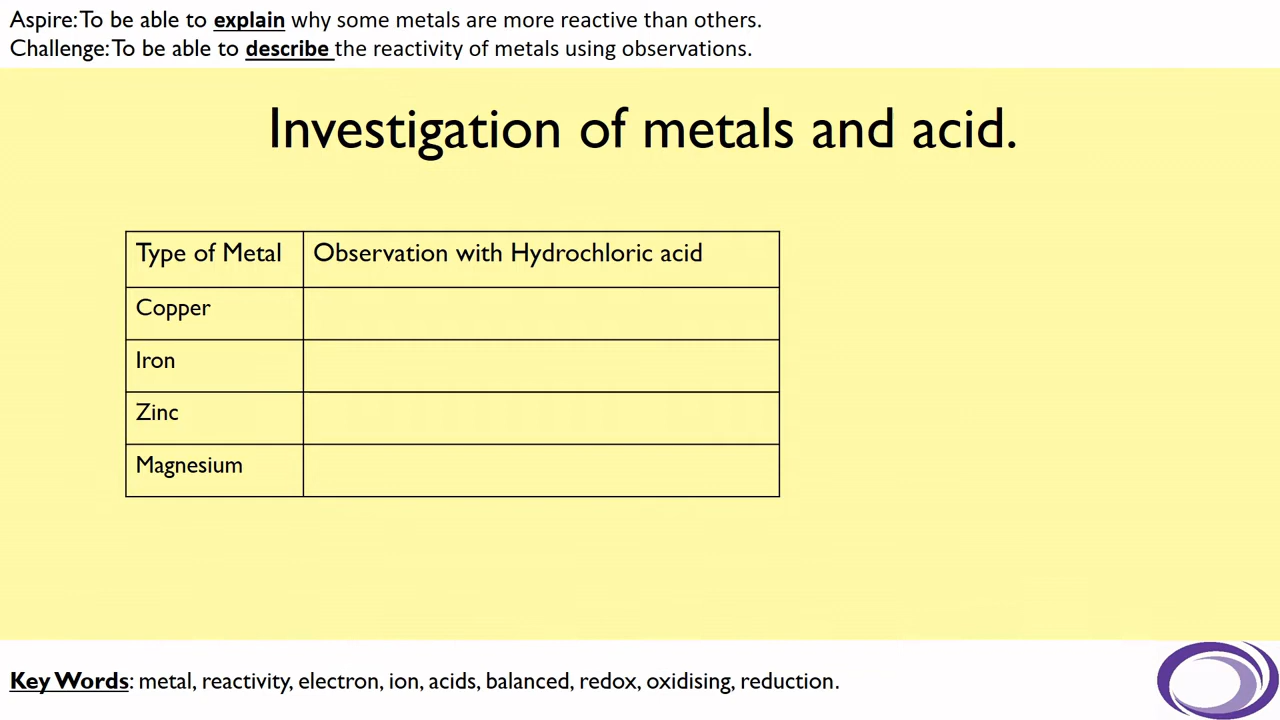 Aspire: To be able to explain why some metals are more reactive than others.
Challenge: To be able to describe the reactivity of metals using observations.
Investigation of metals and acid.
Type of Metal Observation with Hydrochloric acid
Copper
Iron
Zinc
Magnesium
Key Words: metal, reactivity, electron, ion, acids, balanced, redox, oxidising, reduction.